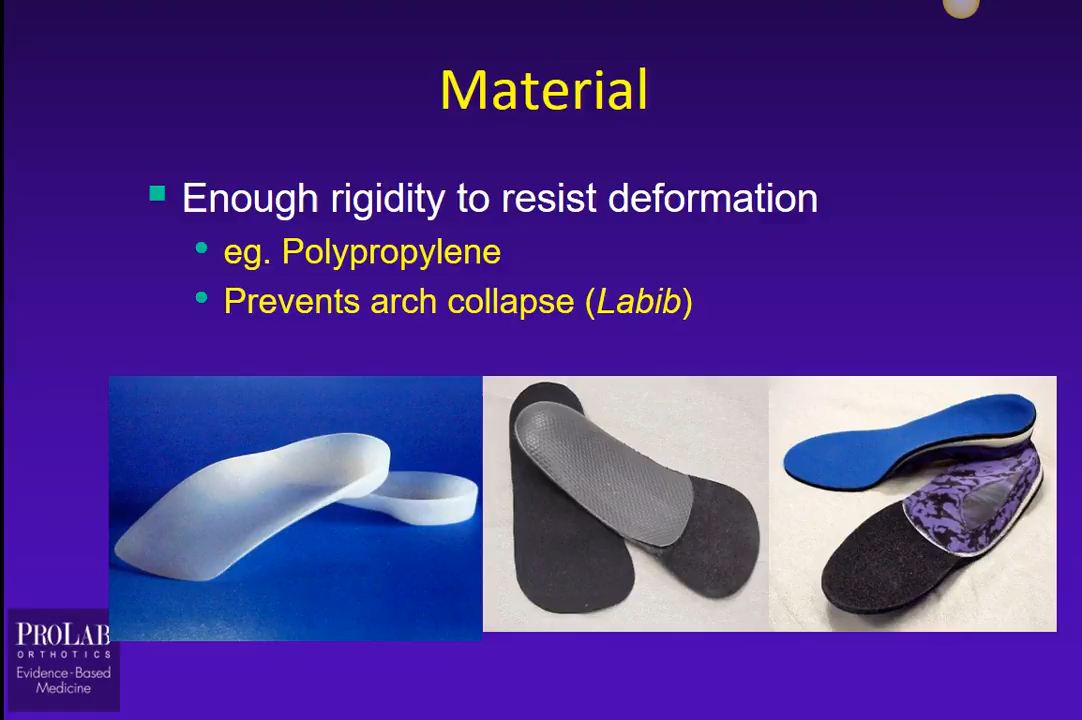 Material
Enough rigidity to resist deformation
eg. Polypropylene
Prevents arch collapse (Labib)
PROLAB
ORTHOTICS
Evidence-Based
Medicine